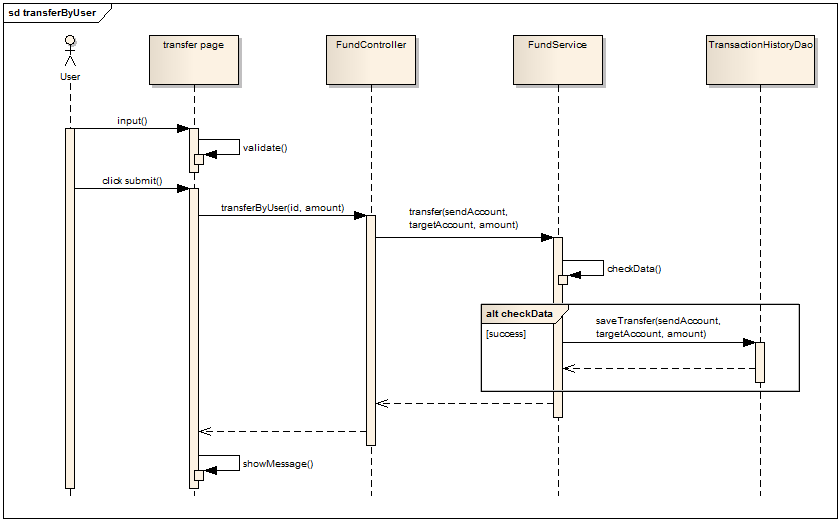 sd transferByUser
User
transfer page
FundController
FundService
TransactionHistoryDao
input()
validate()
click submit()
transferByUser(id, amount)
transfer(sendAccount,
targetAccount, amount)
checkData()
alt checkData
[success]
saveTransfer(sendAccount,
targetAccount, amount)
showMessage()